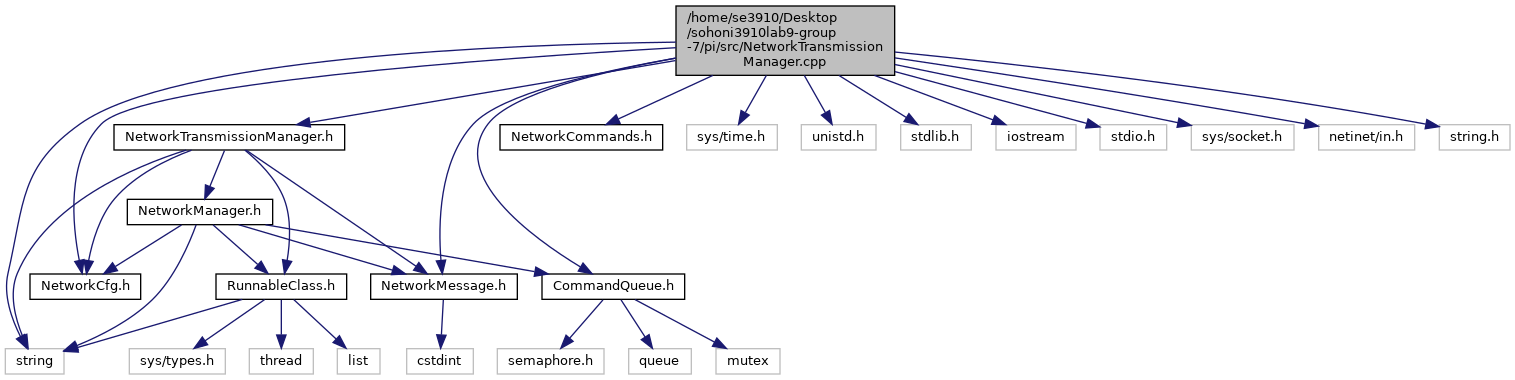 /home/se3910/Desktop
/sohoni3910lab9-group
-7/pi/src/NetworkTransmission
Manager.cpp
NetworkTransmissionManager.h
NetworkCommands.h
sys/time.h
unistd.h
stdlib.h
iostream
stdio.h
sys/socket.h
netinet/in.h
string.h
NetworkManager.h
NetworkCfg.h
RunnableClass.h
NetworkMessage.h
CommandQueue.h
string
sys/types.h
thread
list
cstdint
semaphore.h
queue
mutex